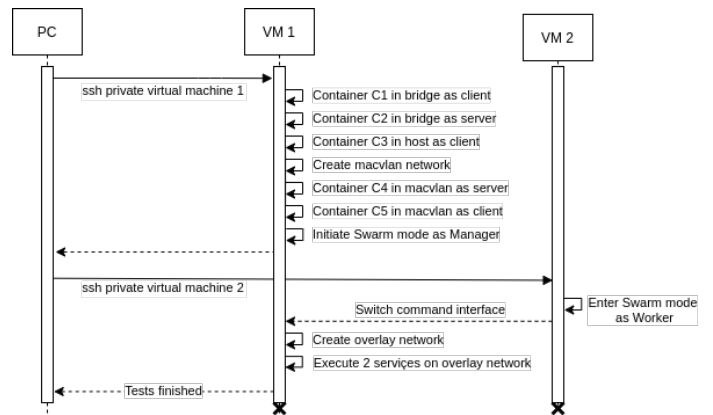 PC
VM 1
VM 2
ssh private virtual machine 1
Container C1 in bridge as client
Container C2 in bridge as server
Container C3 in host as client
Create macvlan network
Container C4 in macvlan as server
Container C5 in macvlan as client
Initiate Swarm mode as Manager
ssh private virtual machine 2
Enter Swarm mode
as Worker
Switch command interface
Create overlay network
Execute 2 serviçes on overlay network
Tests finished